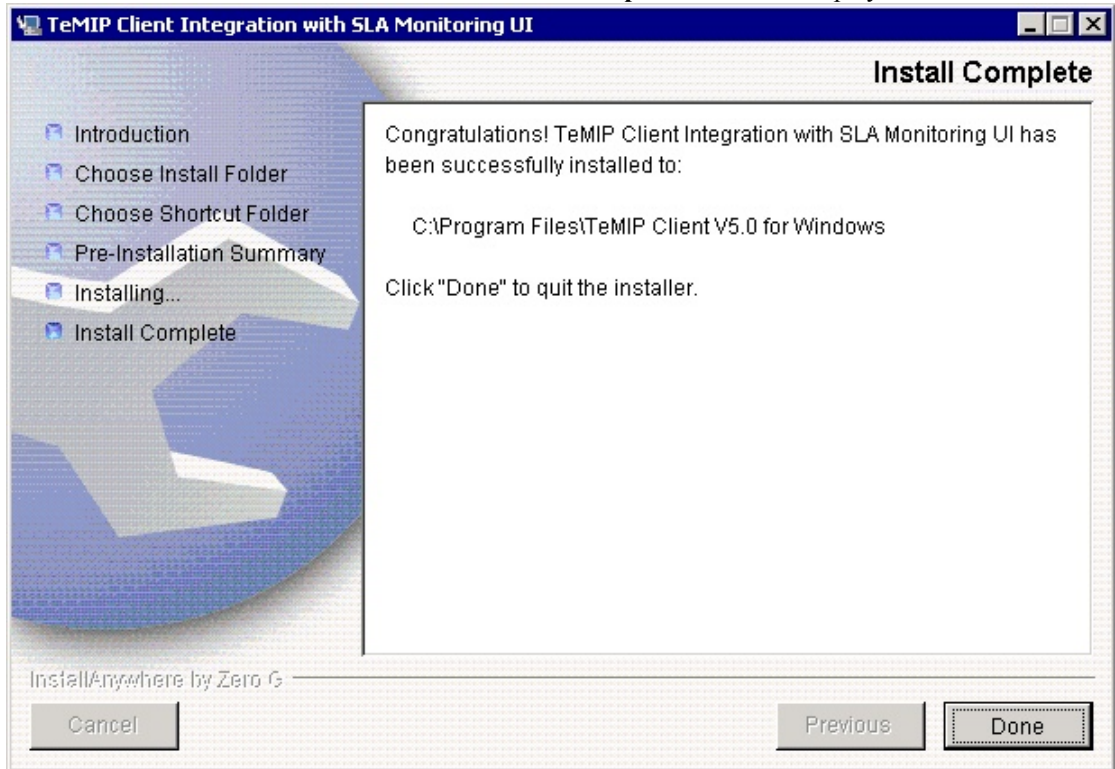 TeMIP Client Integration with SLA Monitoring UI
Install Complete
Introduction
Choose Install Folder
Choose Shortcut Folder
Pre-Installation Summary
Installing...
Install Complete
Congratulations! TeMIP Client Integration with SLA Monitoring UI has
been successfully installed to:
C:\Program Files\TeMIP Client V5.0 for Windows
Click "Done" to quit the installer.
InstallAnywhere by Zero G
Cancel
Previous
Done